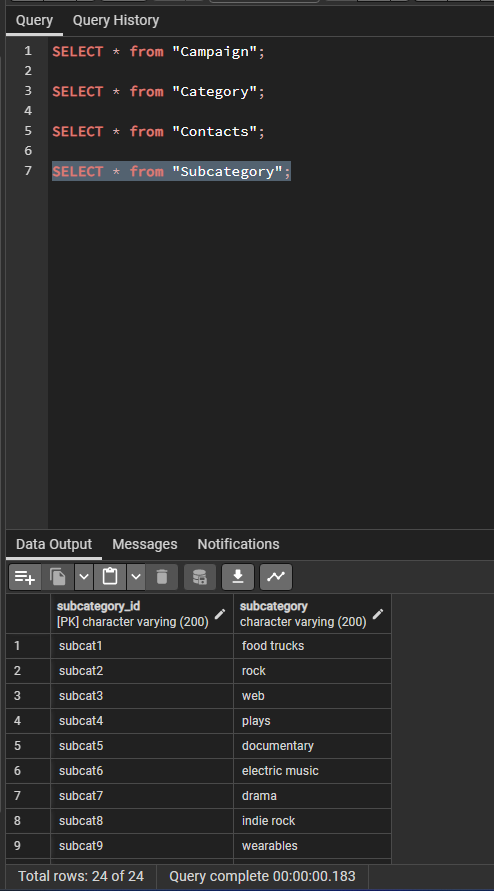 Query Query History
1 SELECT * from "Campaign";
2
3 SELECT * from "Category";
4
5 SELECT * from "Contacts";
6
7 SELECT * from "Subcategory";
Data Output Messages Notifications
subcategory_id subcategory
[PK] character varying (200) character varying (200)
1 subcat1 food trucks
2 subcat2 rock
3 subcat3 web
4 subcat4 plays
5 subcat5 documentary
6 subcat6 electric music
7 subcat7 drama
8 subcat8 indie rock
9 subcat9 wearables
Total rows: 24 of 24 Query complete 00:00:00.183